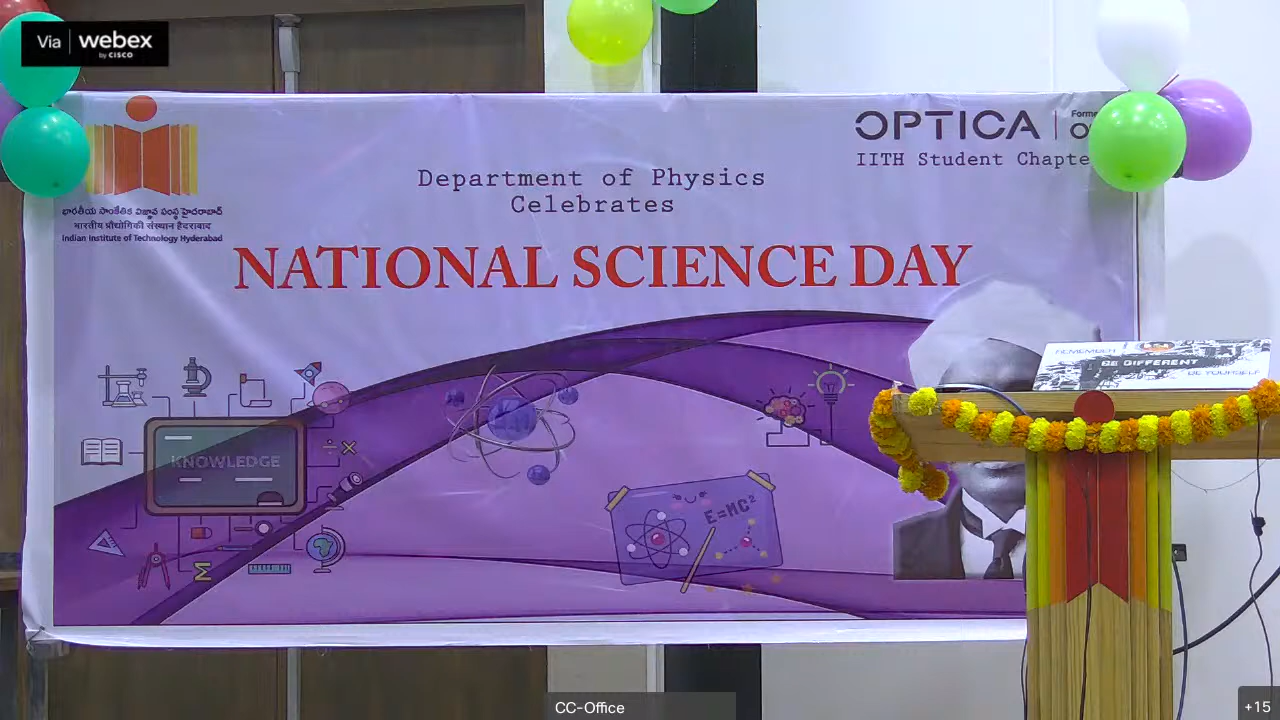 Via webex
by CISCO
OPTICA
IITH Student Chapte
Department of Physics
Celebrates
భారతీయ సాంకేతిక విజ్ఞాన సంస్థ హైదరాబాద్
भारतीय प्रौद्योगिकी संस्थान हैदराबाद
Indian Institute of Technology Hyderabad
NATIONAL SCIENCE DAY
REMEMBER
BE DIFFERENT
BE YOURSELF
KNOWLEDGE
E=MC²
CC-Office
+15